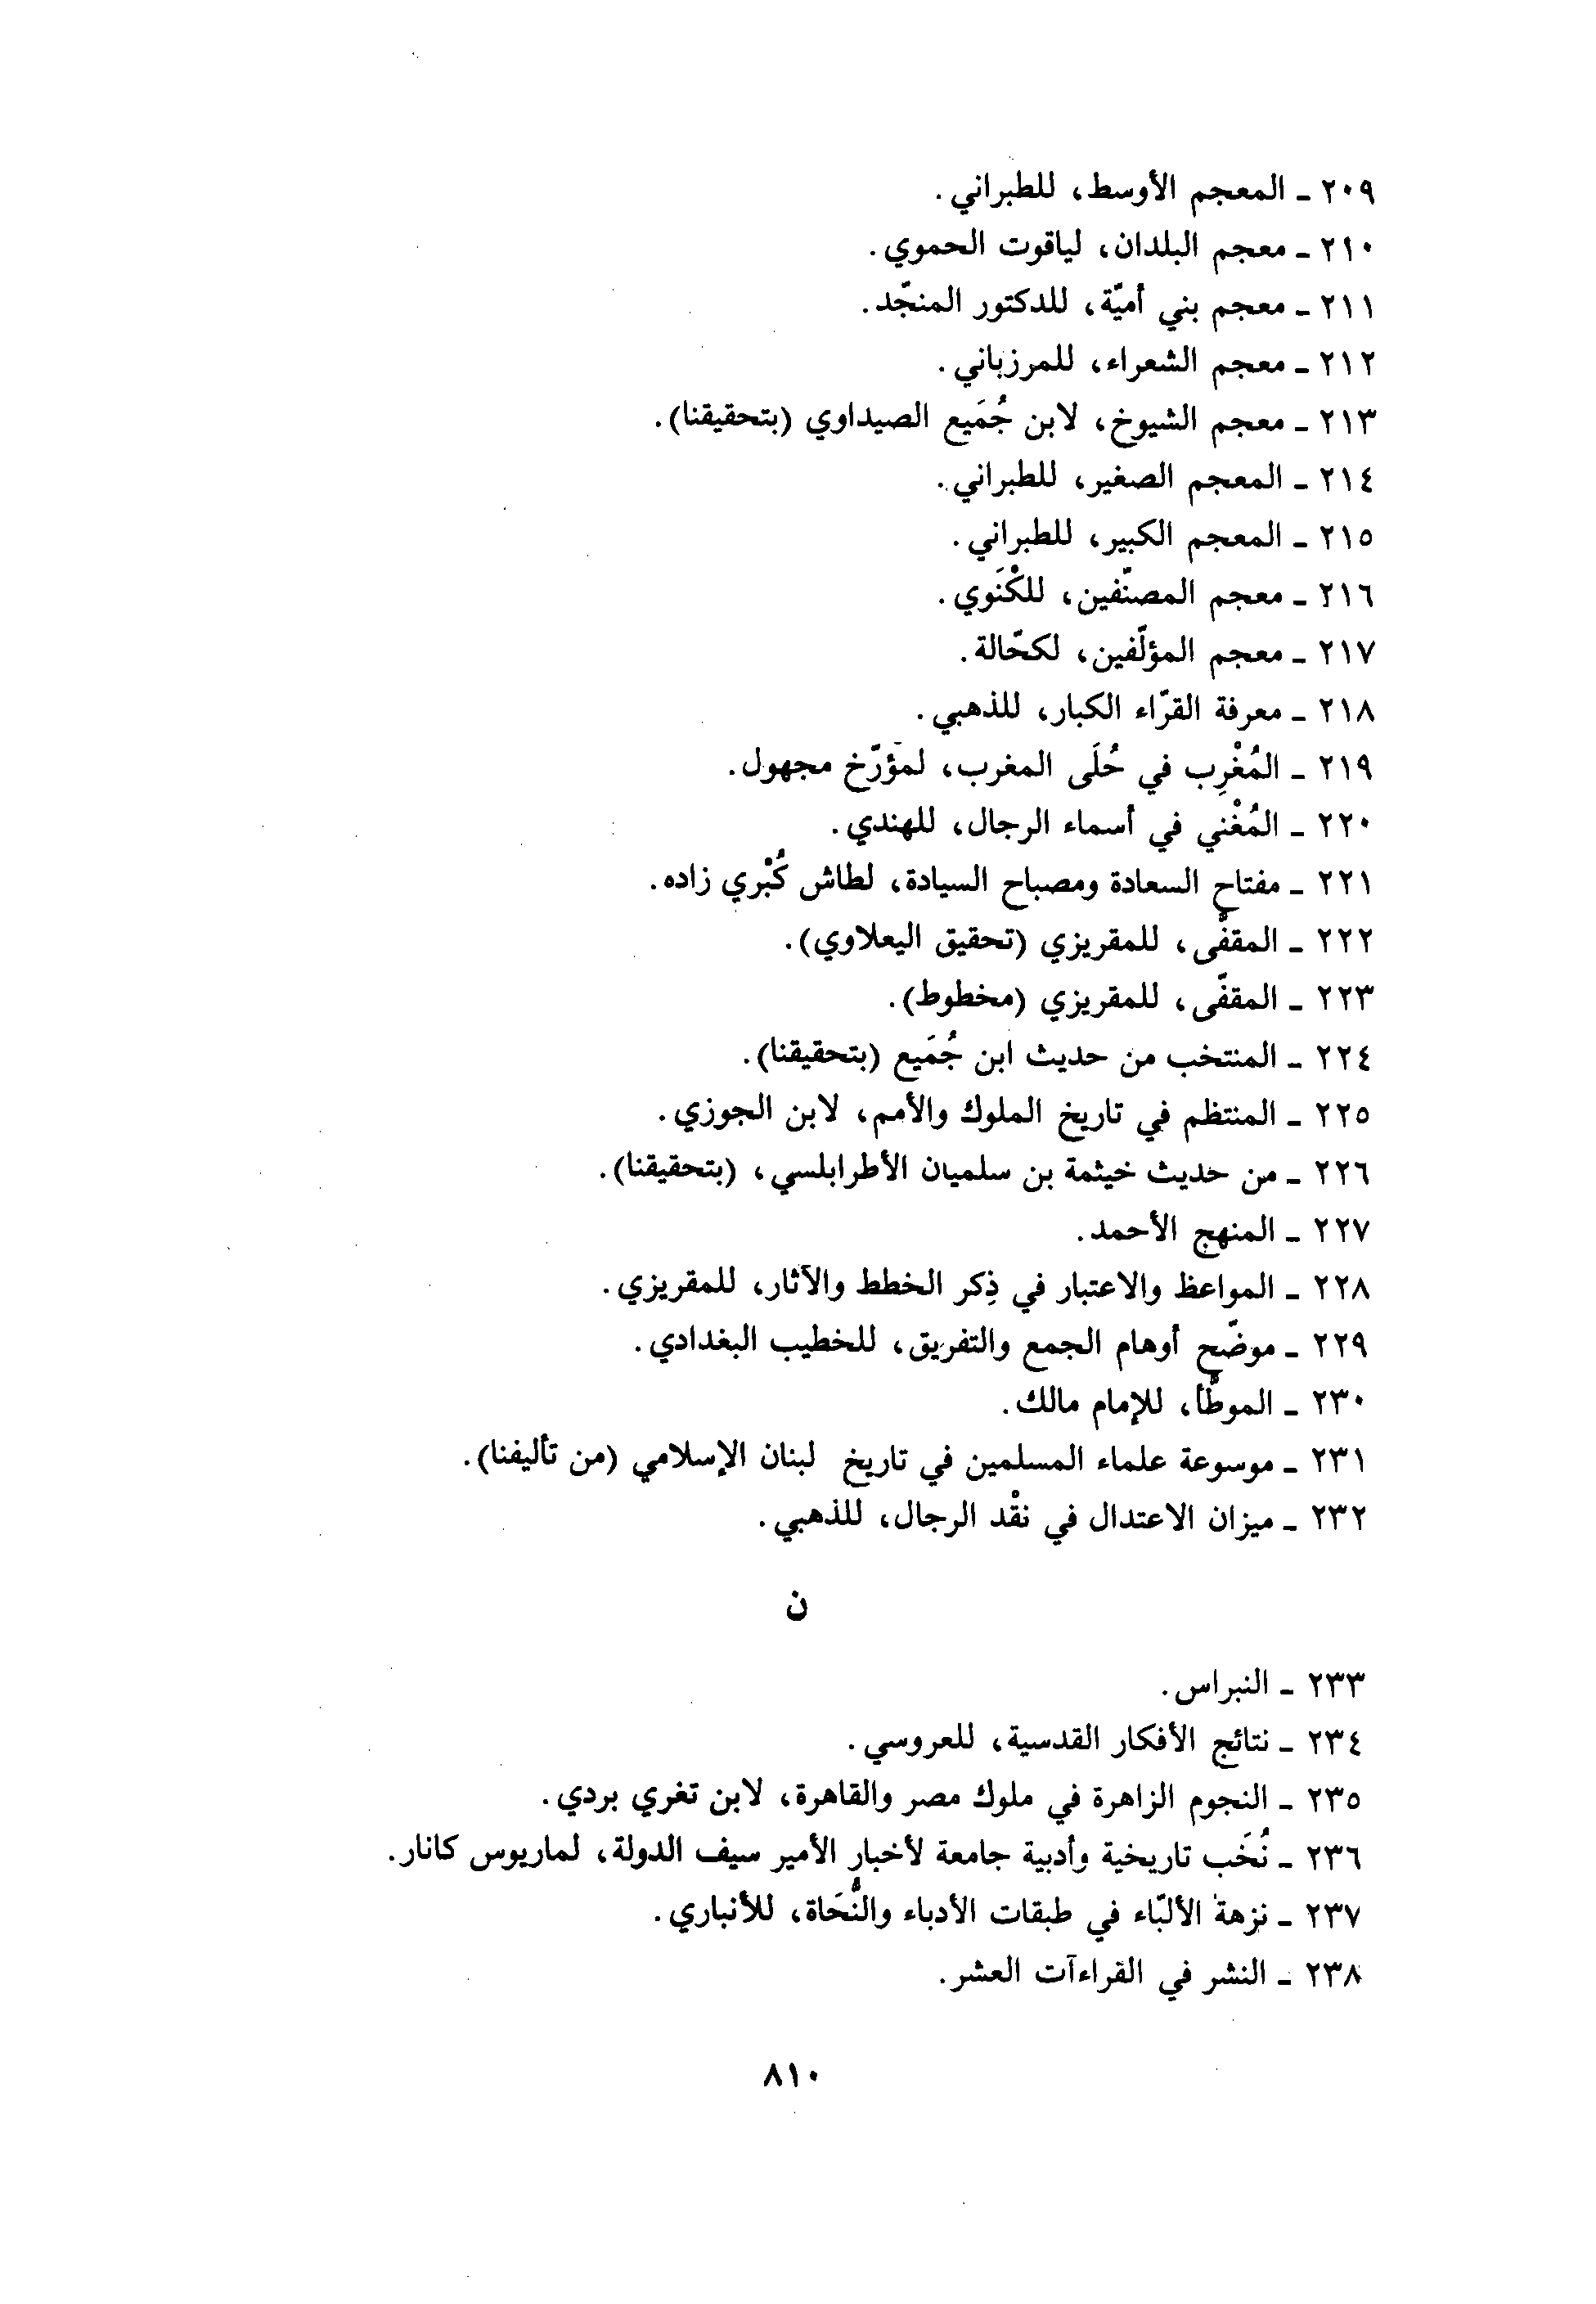 ٢٠٩ ـ المعجم الأوسط، للطبراني.
٢١٠ ـ معجم البلدان، لياقوت الحموي.
٢١١ ـ معجم بني أميّة، للدكتور المنجّد.
٢١٢ ـ معجم الشعراء، للمرزباني.
٢١٣ ـ معجم الشيوخ، لابن جُمَيع الصيداوي (بتحقيقنا).
٢١٤ ـ المعجم الصغير، للطبراني.
٢١٥ ـ المعجم الكبير، للطبراني.
٢١٦ ـ معجم المصنّفين، للكْنَوي.
٢١٧ ـ معجم المؤلّفين، لكحّالة.
٢١٨ ـ معرفة القرّاء الكبار، للذهبي.
٢١٩ ـ المُغْرِب في حُلَى المغرب، لمؤرّخ مجهول.
٢٢٠ ـ المُغْني في أسماء الرجال، للهندي.
٢٢١ ـ مفتاح السعادة ومصباح السيادة، لطاش كُبْري زاده.
٢٢٢ ـ المقفّى، للمقريزي (تحقيق اليعلاوي).
٢٢٣ ـ المقفّى، للمقريزي (مخطوط).
٢٢٤ ـ المنتخب من حديث ابن جُمَيع (بتحقيقنا).
٢٢٥ ـ المنتظم في تاريخ الملوك والأمم، لابن الجوزي.
٢٢٦ ـ من حديث خيثمة بن سلميان الأطرابلسي، (بتحقيقنا).
٢٢٧ ـ المنهج الأحمد.
٢٢٨ ـ المواعظ والاعتبار في ذِكر الخطط والآثار، للمقريزي.
٢٢٩ ـ موضّح أوهام الجمع والتفريق، للخطيب البغدادي.
٢٣٠ ـ الموطّأ، للإمام مالك.
٢٣١ ـ موسوعة علماء المسلمين في تاريخ لبنان الإسلامي (من تأليفنا).
٢٣٢ ـ ميزان الاعتدال في نقْد الرجال، للذهبي.
ن
٢٣٣ ـ النبراس.
٢٣٤ ـ نتائج الأفكار القدسية، للعروسي.
٢٣٥ ـ النجوم الزاهرة في ملوك مصر والقاهرة، لابن تغري بردي.
٢٣٦ ـ نُخَب تاريخية وأدبية جامعة لأخبار الأمير سيف الدولة، لماريوس كانار.
٢٣٧ ـ نزهة الألبّاء في طبقات الأدباء والنُّحَاة، للأنباري.
٢٣٨ ـ النشر في القراءآت العشر.
٨١٠